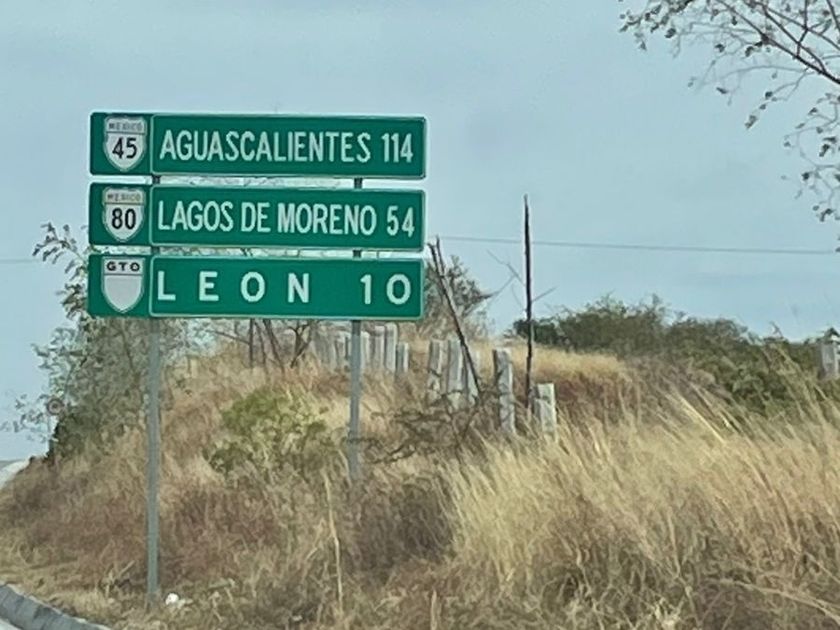 MEXICO
45
AGUASCALIENTES 114
MEXICO
80
LAGOS DE MORENO 54
GTO
LEON 10